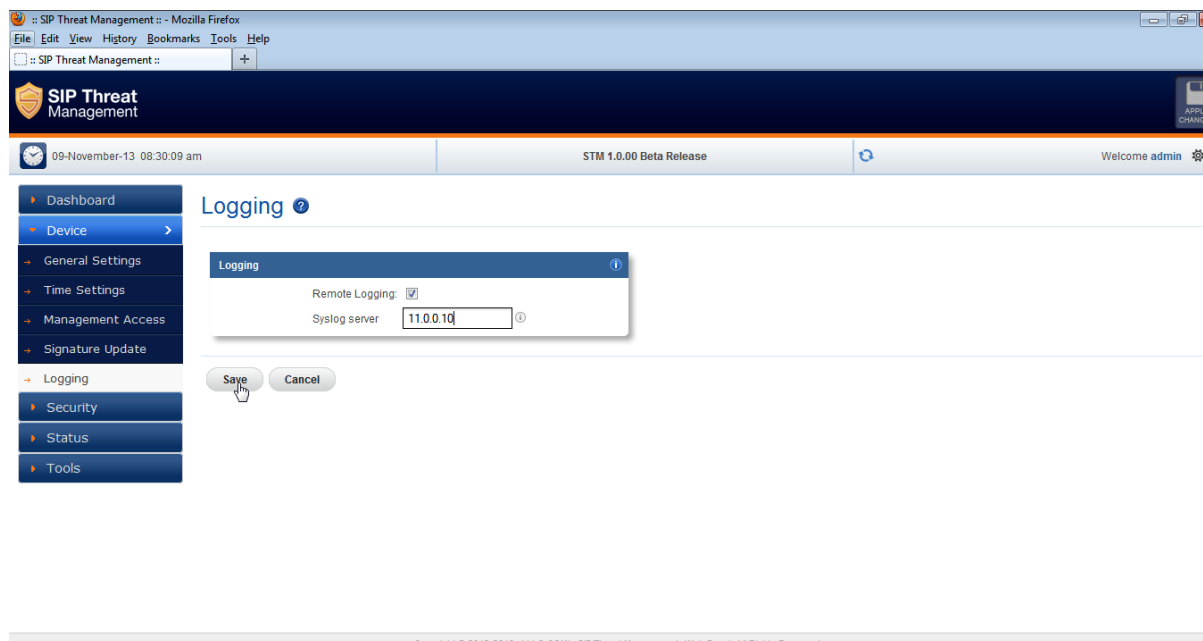 :: SIP Threat Management :: - Mozilla Firefox
File Edit View History Bookmarks Tools Help
:: SIP Threat Management ::
SIP Threat
Management
APPL
CHANG
09-November-13 08:30:09 am
STM 1.0.00 Beta Release
Welcome admin
Dashboard
Device
General Settings
Time Settings
Management Access
Signature Update
Logging
Security
Status
Tools
Logging
Logging
Remote Logging:
Syslog server 11.0.0.10
Save Cancel